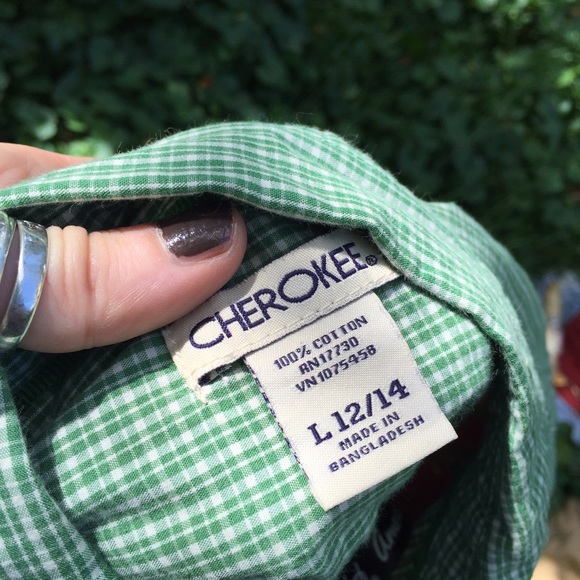 CHEROKEE®
100% COTTON
RN17730
VN1075458
L 12/14
MADE IN
BANGLADESH